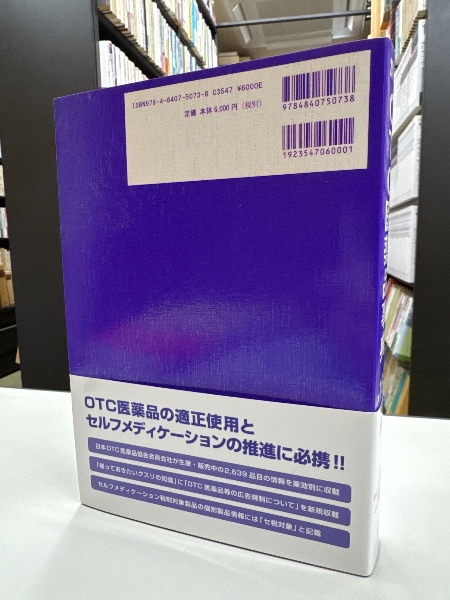 ISBN978-4-8407-5073-8 C3547 ¥6000E
定価 本体 6,000円 (税別)
9784840750738
1923547060001
OTC医薬品の適正使用と
セルフメディケーションの推進に必携!!
日本OTC医薬品協会会員会社が生産・販売中の2,639品目の情報を薬効別に収載
「知っておきたいクスリの知識」に「OTC医薬品等の広告規制について」を新規収載
セルフメディケーション税制対象製品の個別製品情報には「セ税対象」と記載